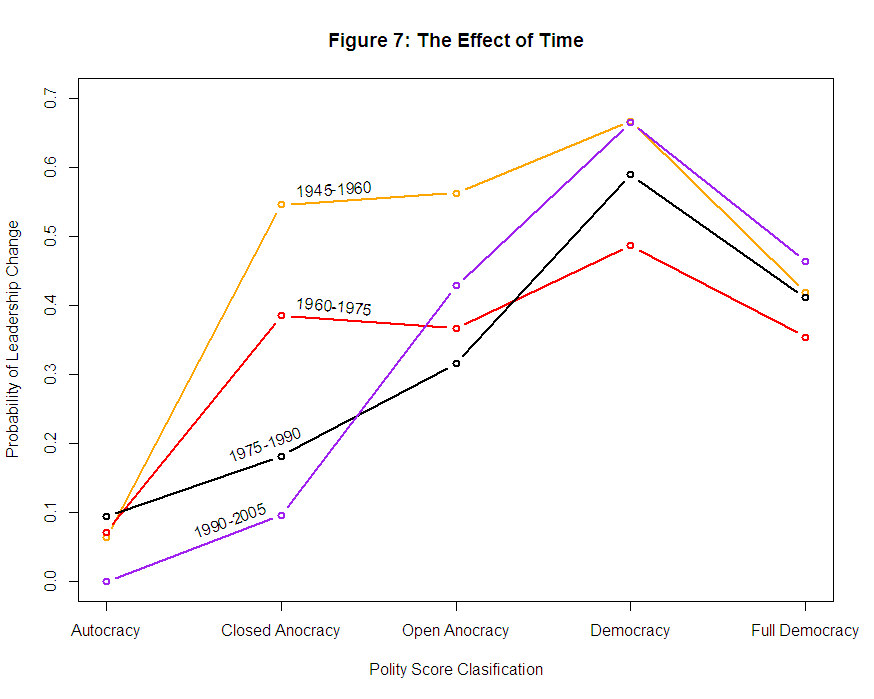 Figure 7: The Effect of Time
Probability of Leadership Change
0.7
0.6
0.5
0.4
0.3
0.2
0.1
0.0
1945-1960
1960-1975
1975-1990
1990-2005
Autocracy
Closed Anocracy
Open Anocracy
Democracy
Full Democracy
Polity Score Clasification